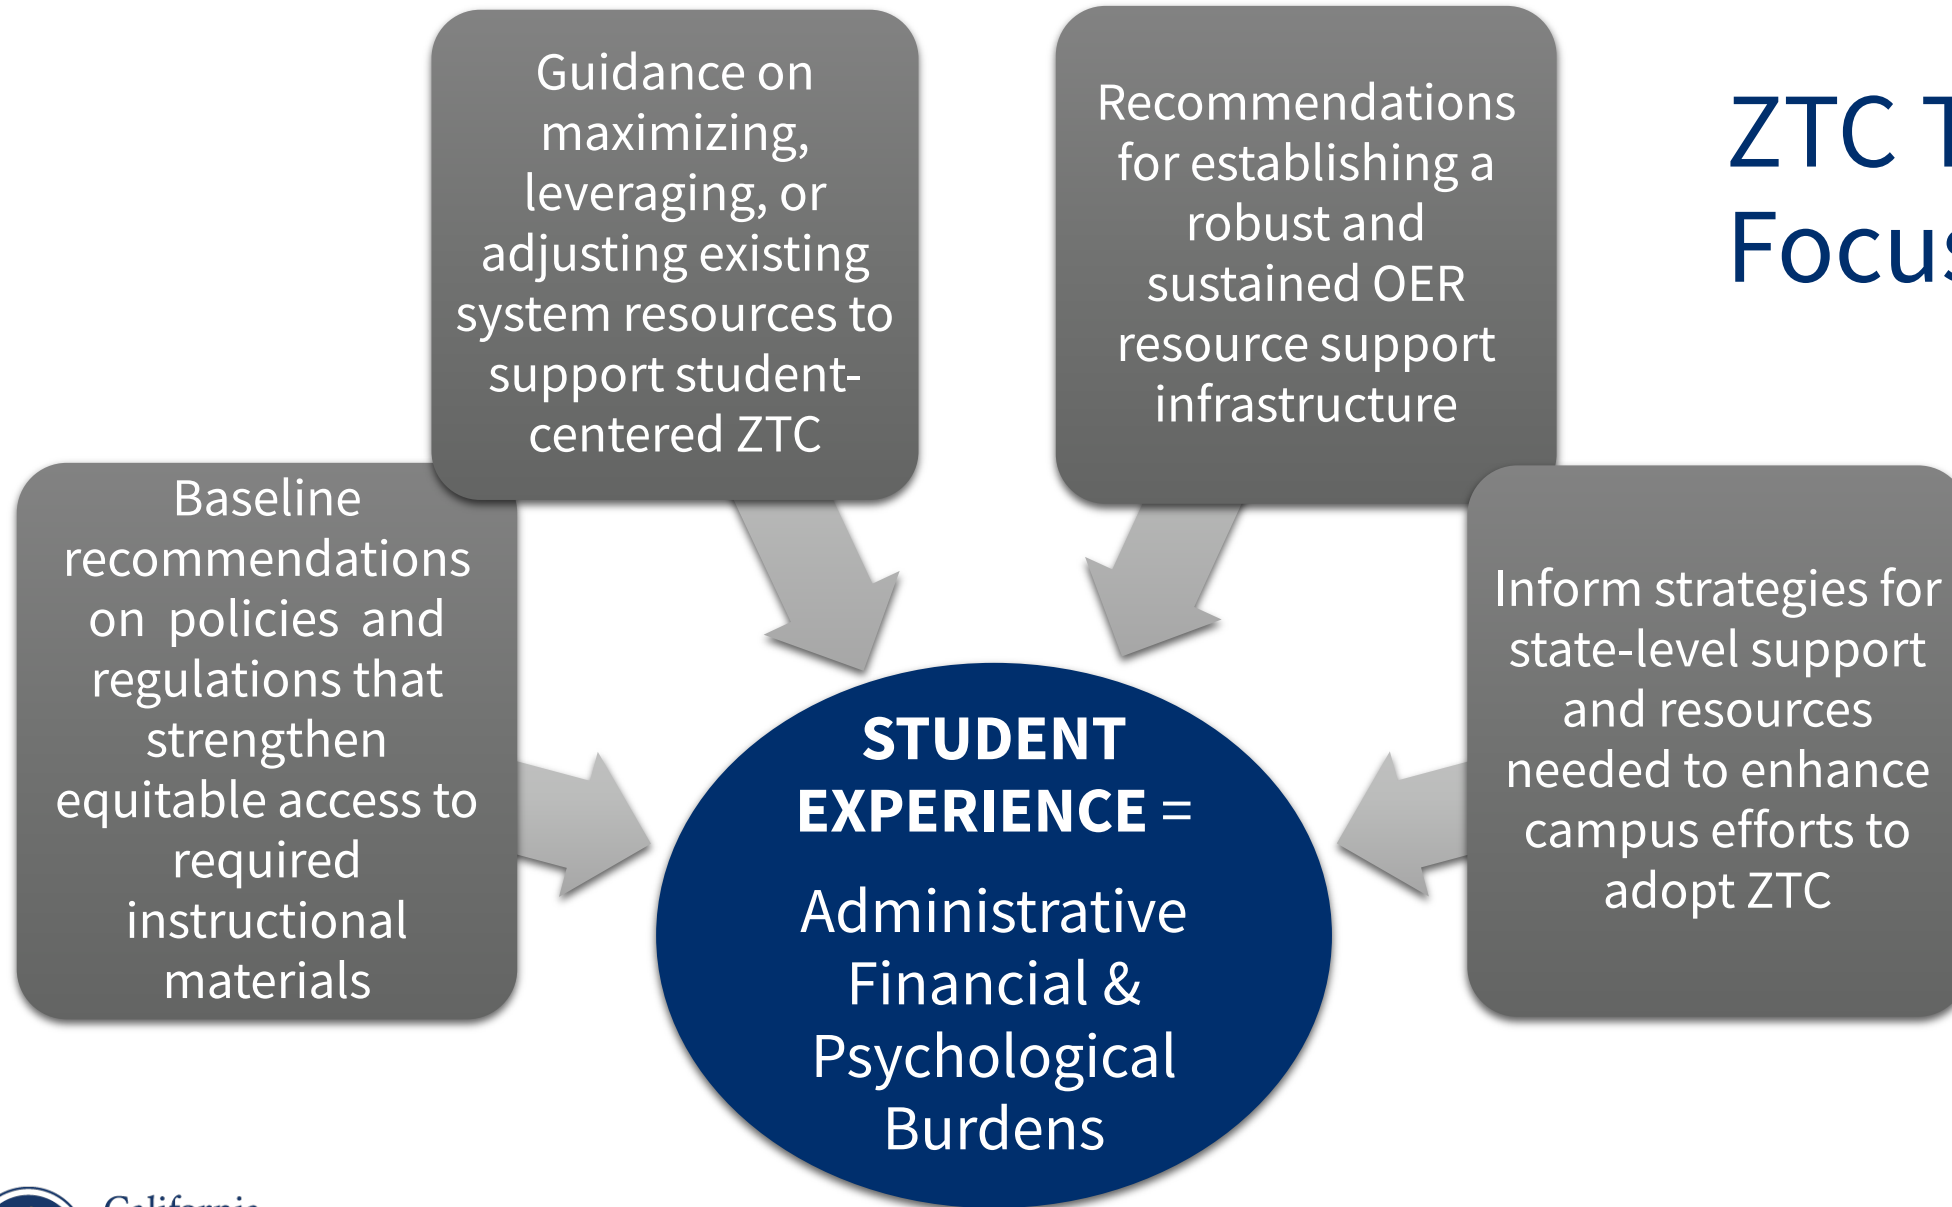 ZTC
Focus
Guidance on
maximizing,
leveraging, or
adjusting existing
system resources to
support student-
centered ZTC
Recommendations
for establishing a
robust and
sustained OER
resource support
infrastructure
Baseline
recommendations
on policies and
regulations that
strengthen
equitable access to
required
instructional
materials
Inform strategies for
state-level support
and resources
needed to enhance
campus efforts to
adopt ZTC
STUDENT
EXPERIENCE =
Administrative
Financial &
Psychological
Burdens
California